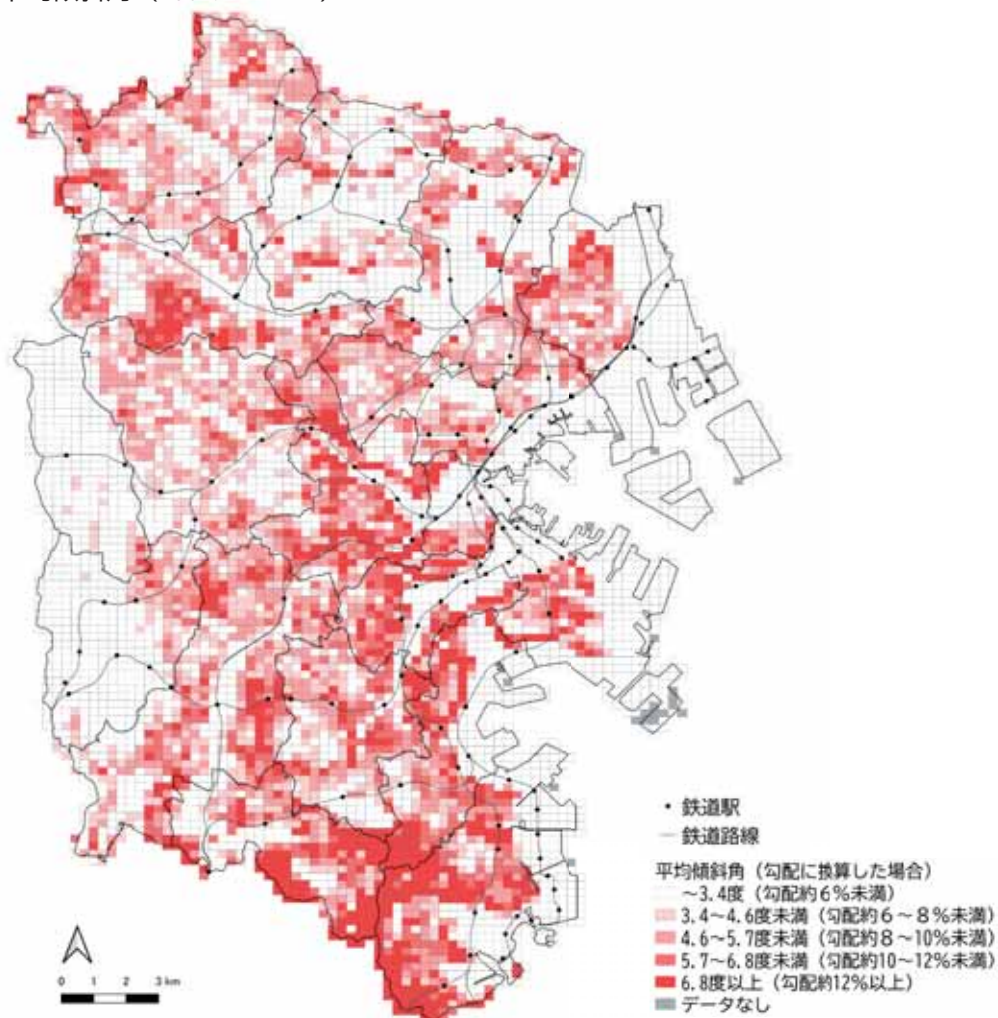 • 鉄道駅
— 鉄道路線
平均傾斜角（勾配に換算した場合）
～3.4度（勾配約6%未満）
3.4～4.6度未満（勾配約6～8%未満）
4.6～5.7度未満（勾配約8～10%未満）
5.7～6.8度未満（勾配約10～12%未満）
6.8度以上（勾配約12%以上）
データなし
0 1 2 3 km